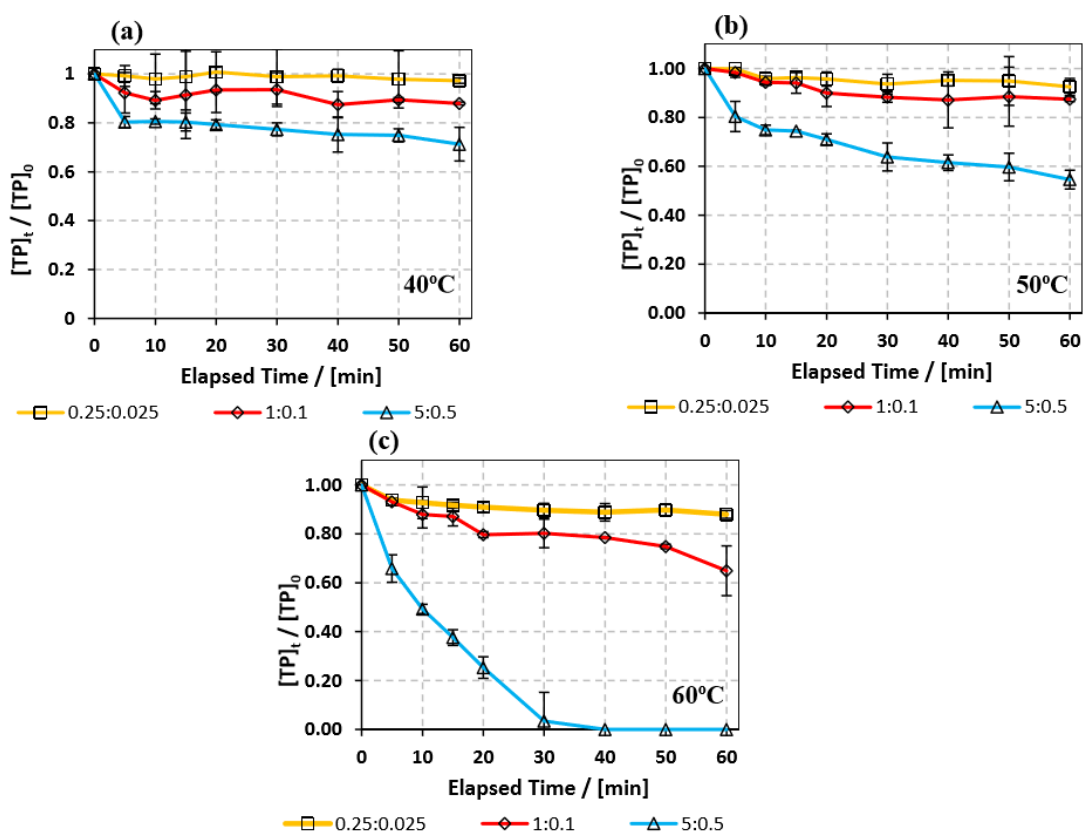 (a)
1
0.8
0.6
0.4
0.2
0
[TP]t / [TP]0
40ºC
0 10 20 30 40 50 60
Elapsed Time / [min]
0.25:0.025 1:0.1 5:0.5
(b)
1.00
0.80
0.60
0.40
0.20
0.00
[TP]t / [TP]0
50ºC
0 10 20 30 40 50 60
Elapsed Time / [min]
0.25:0.025 1:0.1 5:0.5
(c)
1.00
0.80
0.60
0.40
0.20
0.00
[TP]t / [TP]0
60ºC
0 10 20 30 40 50 60
Elapsed Time / [min]
0.25:0.025 1:0.1 5:0.5